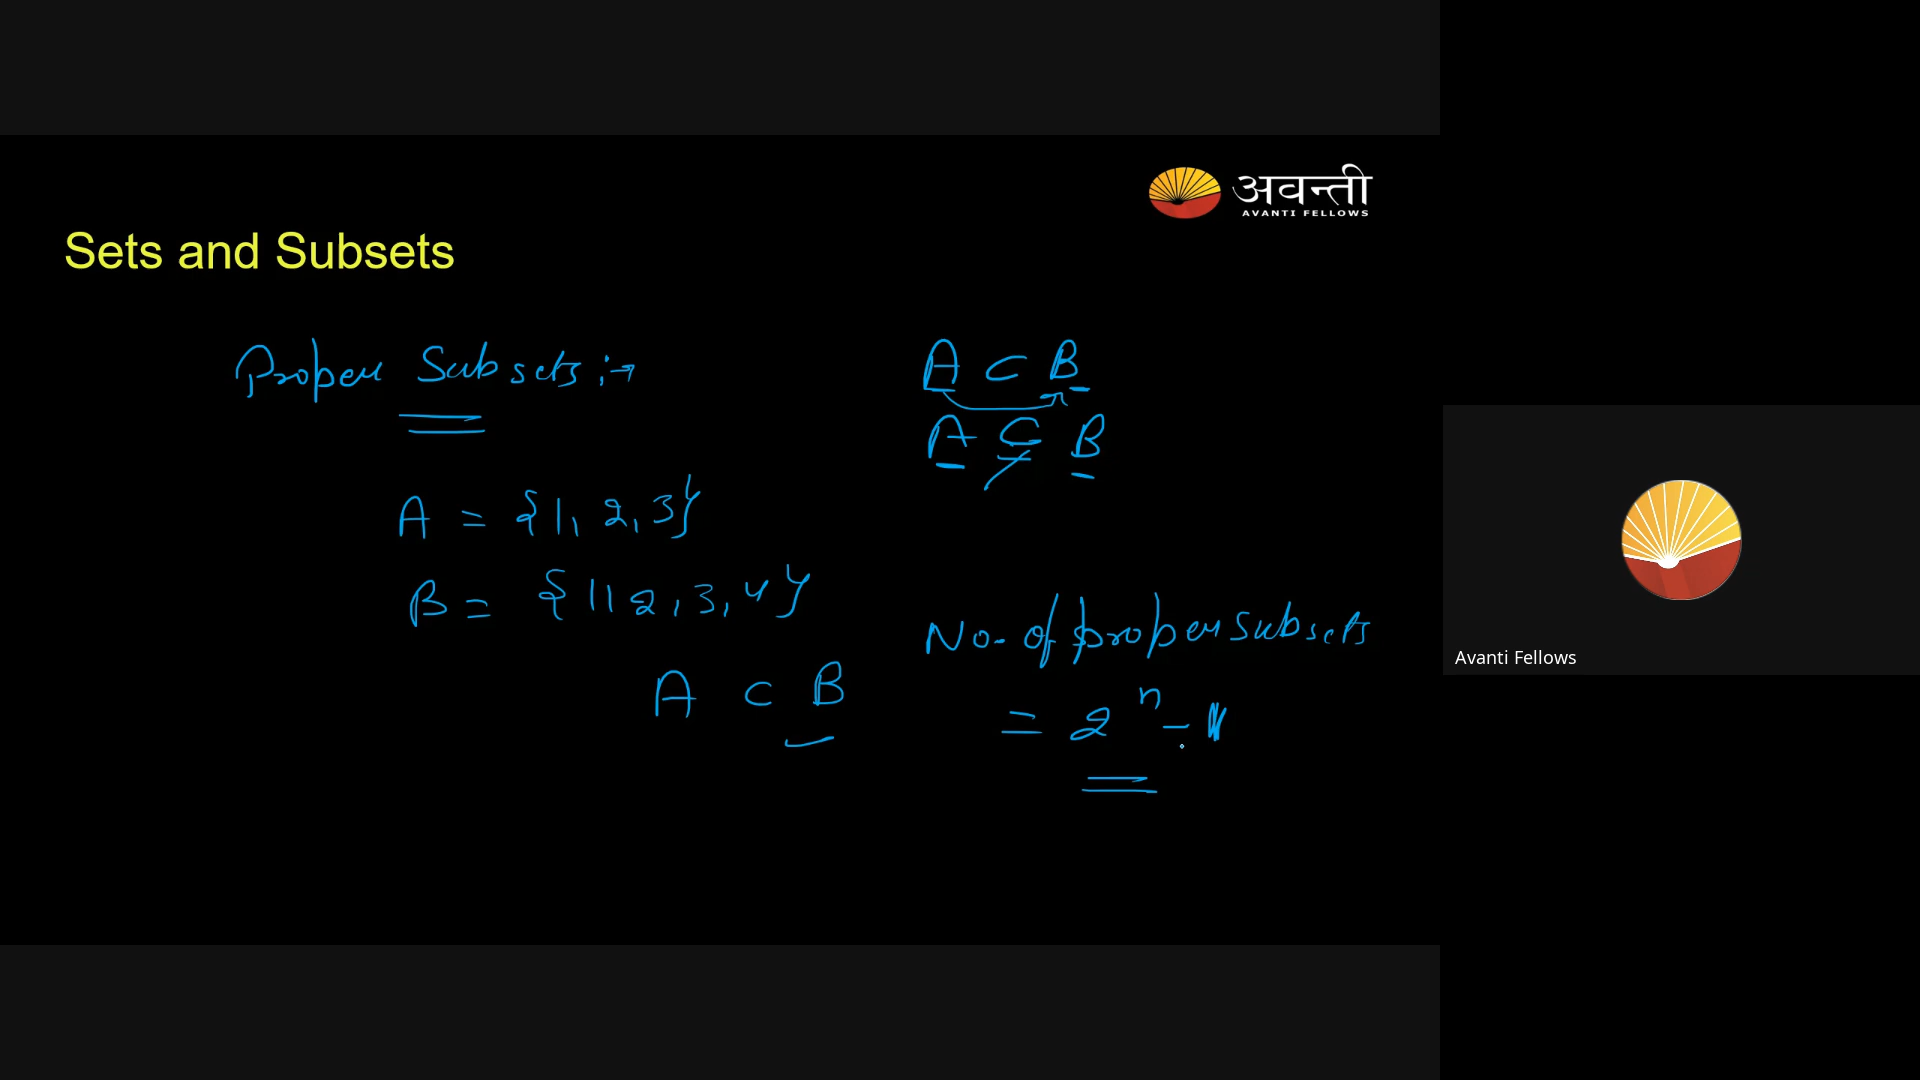 अवन्ती
AVANTI FELLOWS
Sets and Subsets
Proper Subsets :→
A ⊂ B
A ⊈ B
A = {1, 2, 3}
B = {1, 2, 3, 4}
A ⊂ B
No. of proper subsets
= 2ⁿ - 1
Avanti Fellows